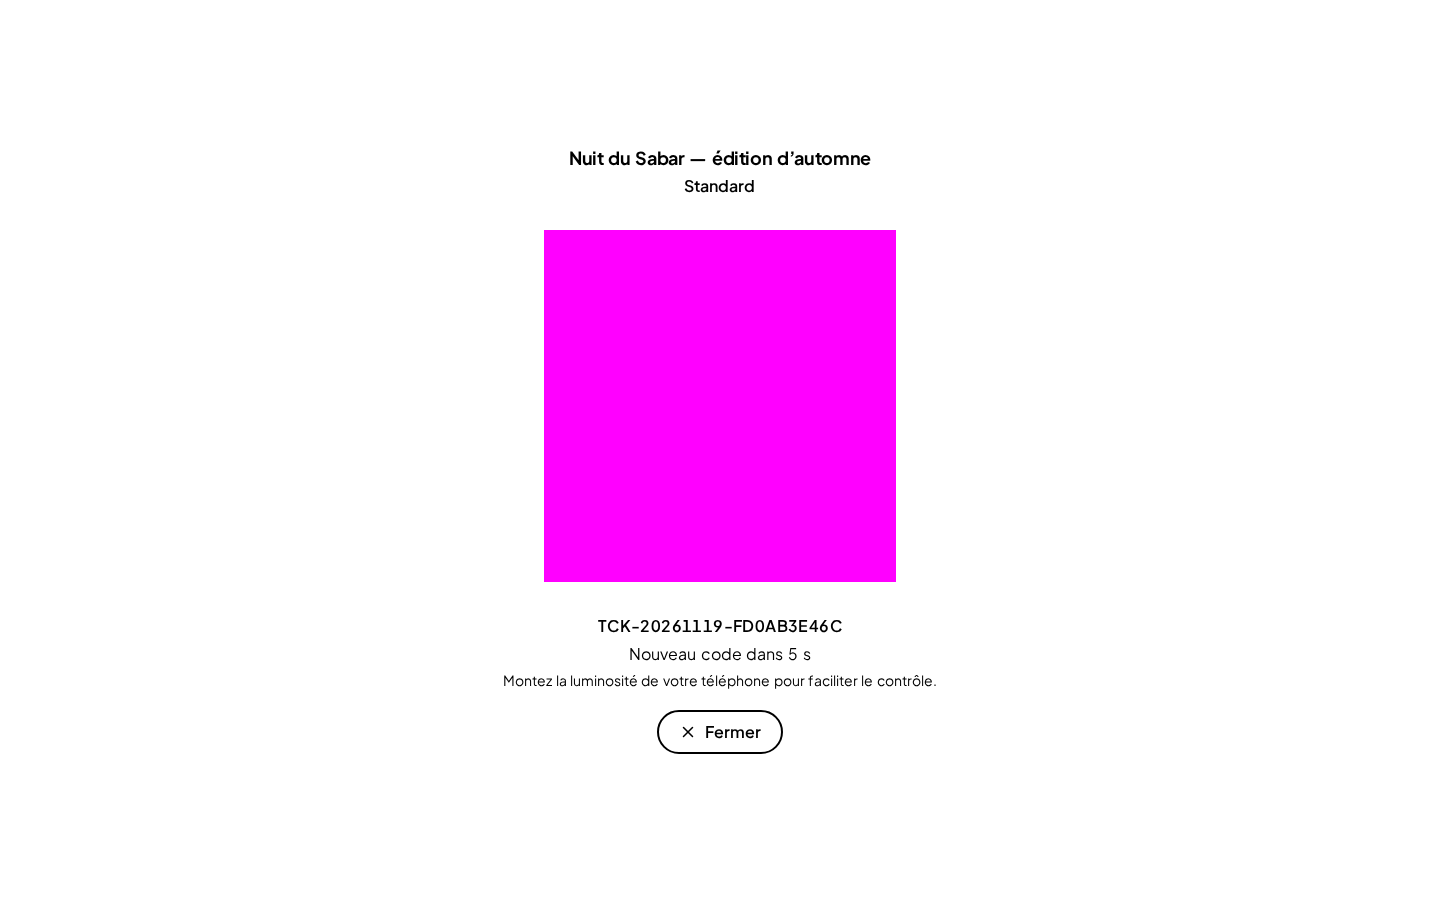 Nuit du Sabar — édition d’automne
Standard
TCK-20261119-FD0AB3E46C
Nouveau code dans 5 s
Montez la luminosité de votre téléphone pour faciliter le contrôle.
Fermer